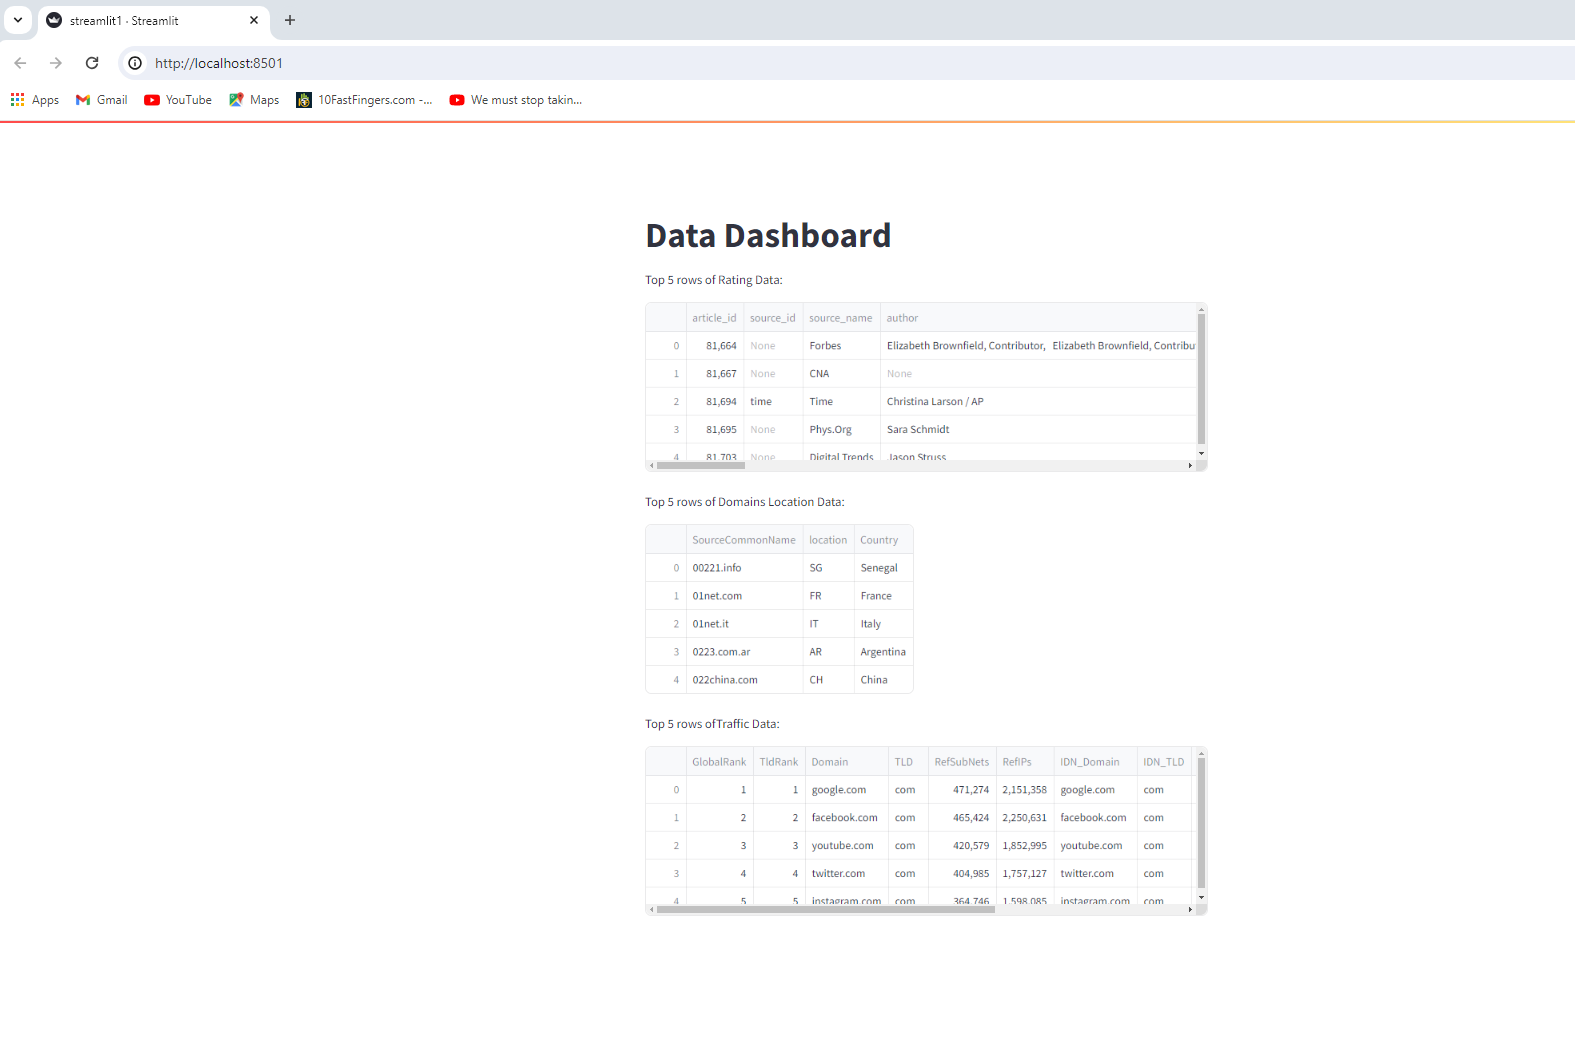 streamlit1 · Streamlit
http://localhost:8501
Apps Gmail YouTube Maps 10FastFingers.com -... We must stop takin...
Data Dashboard
Top 5 rows of Rating Data:
article_id source_id source_name author
0 81,664 None Forbes Elizabeth Brownfield, Contributor, Elizabeth Brownfield, Contribu
1 81,667 None CNA None
2 81,694 time Time Christina Larson / AP
3 81,695 None Phys.Org Sara Schmidt
4 81,703 None Digital Trends Jason Struss
Top 5 rows of Domains Location Data:
SourceCommonName location Country
0 00221.info SG Senegal
1 01net.com FR France
2 01net.it IT Italy
3 0223.com.ar AR Argentina
4 022china.com CH China
Top 5 rows ofTraffic Data:
GlobalRank TldRank Domain TLD RefSubNets RefIPs IDN_Domain IDN_TLD
0 1 1 google.com com 471,274 2,151,358 google.com com
1 2 2 facebook.com com 465,424 2,250,631 facebook.com com
2 3 3 youtube.com com 420,579 1,852,995 youtube.com com
3 4 4 twitter.com com 404,985 1,757,127 twitter.com com
4 5 5 instagram.com com 364,746 1,598,085 instagram.com com